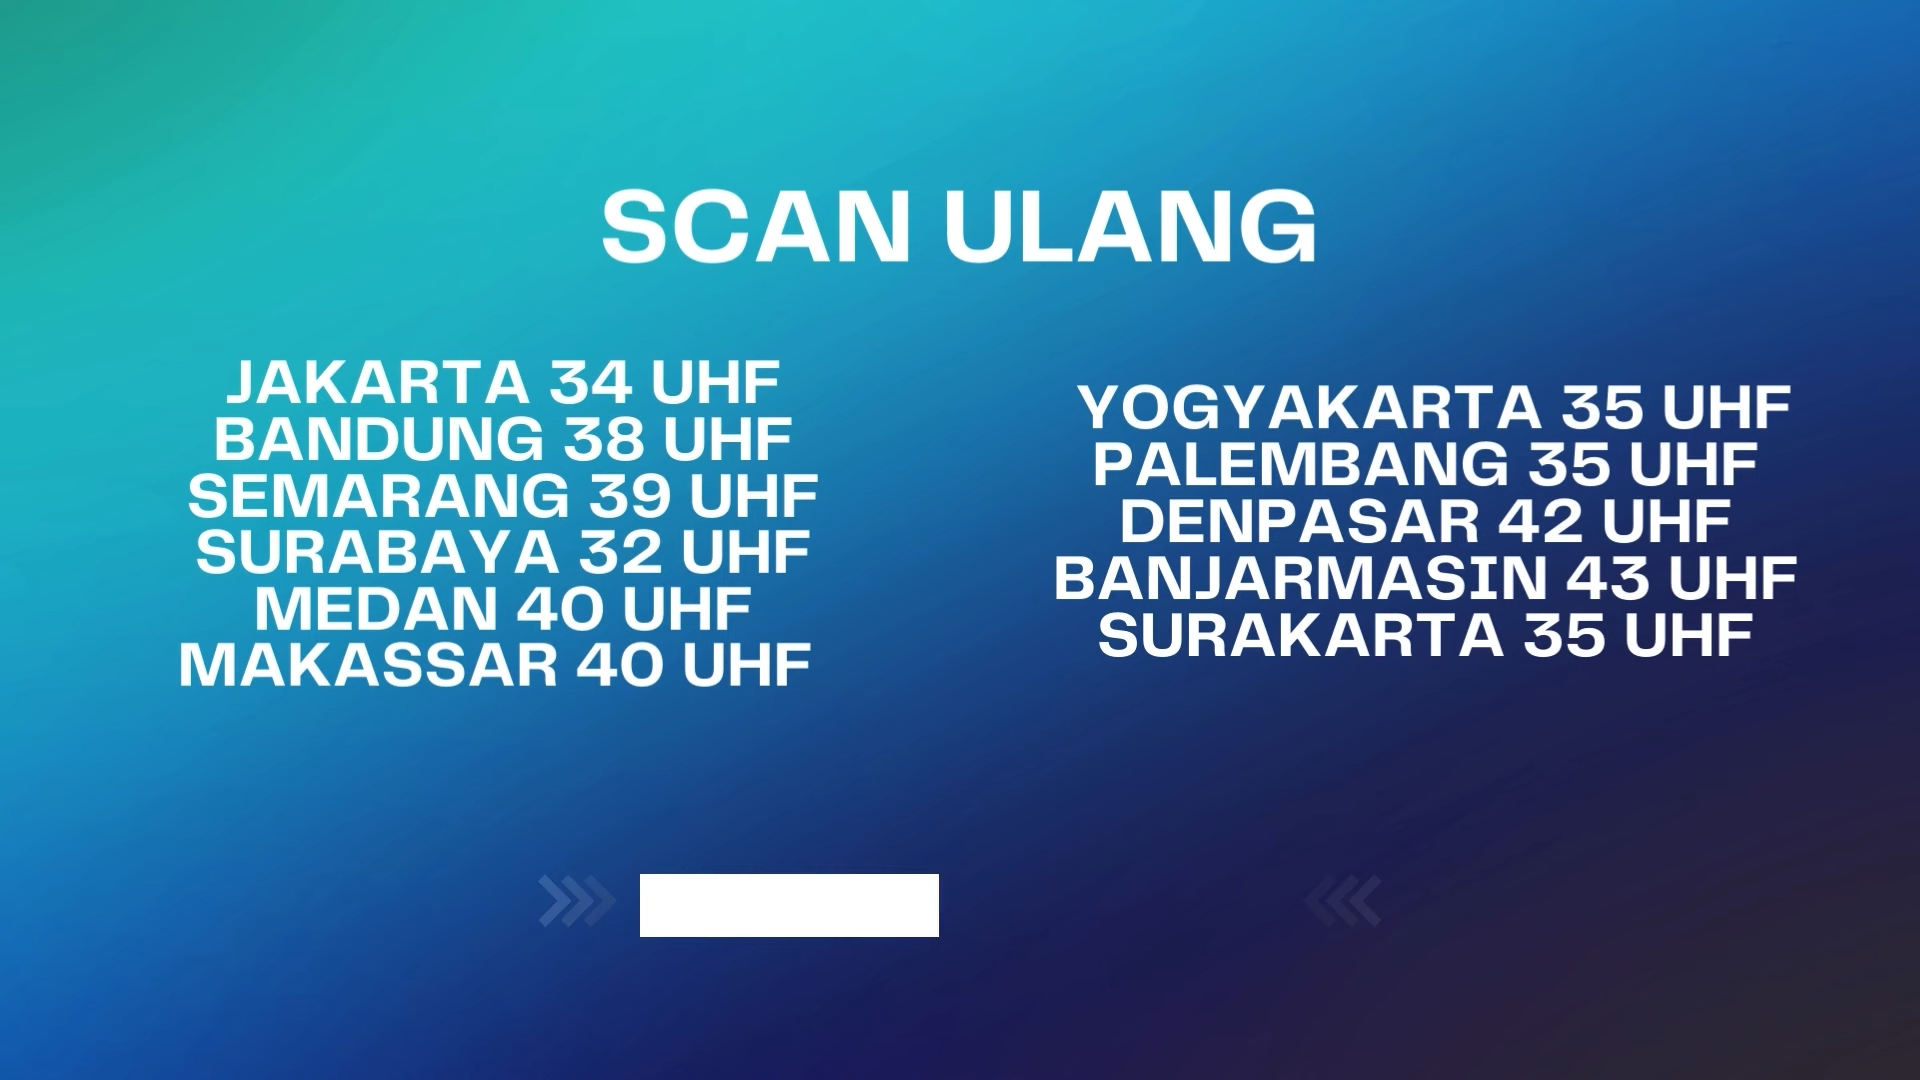 SCAN ULANG
JAKARTA 34 UHF
BANDUNG 38 UHF
SEMARANG 39 UHF
SURABAYA 32 UHF
MEDAN 40 UHF
MAKASSAR 40 UHF
YOGYAKARTA 35 UHF
PALEMBANG 35 UHF
DENPASAR 42 UHF
BANJARMASIN 43 UHF
SURAKARTA 35 UHF